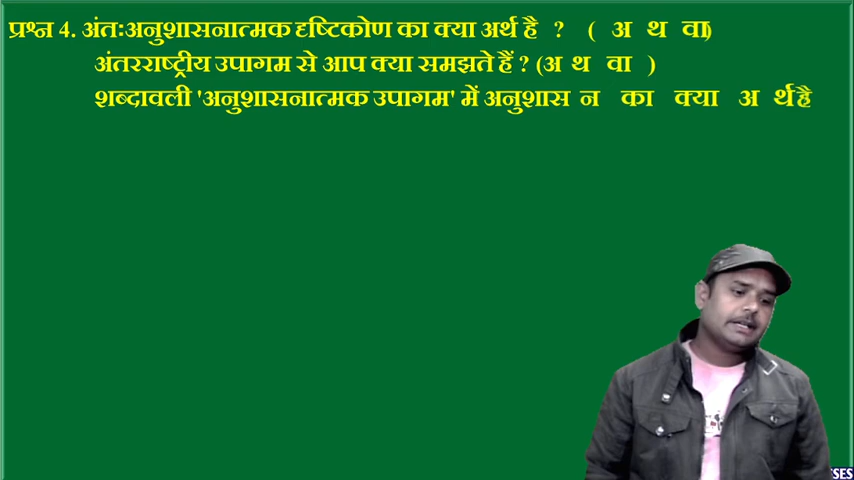 प्रश्न 4. अंतःअनुशासनात्मक दृष्टिकोण का क्या अर्थ है ? ( अ थ वा)
अंतरराष्ट्रीय उपागम से आप क्या समझते हैं ? (अ थ वा )
शब्दावली 'अनुशासनात्मक उपागम' में अनुशास न का क्या अ र्थ है
SSES